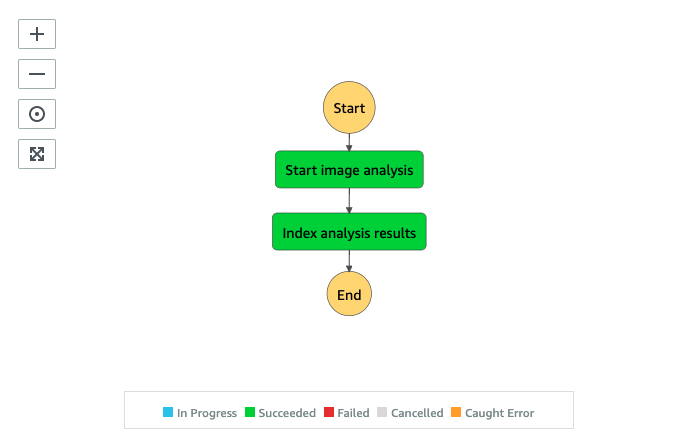 Start
Start image analysis
Index analysis results
End
In Progress Succeeded Failed Cancelled Caught Error